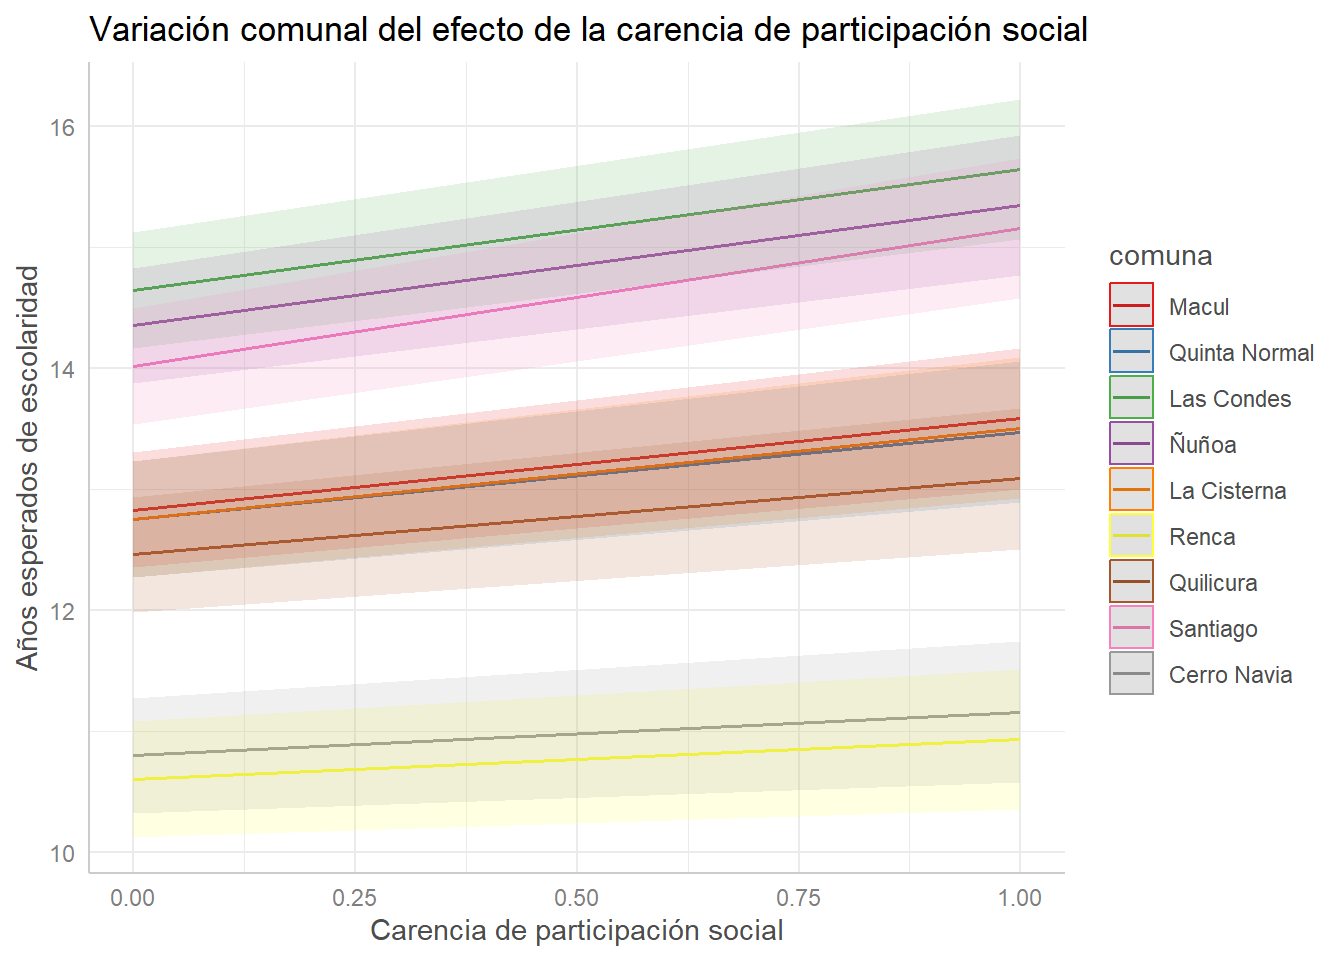 Variación comunal del efecto de la carencia de participación social
Años esperados de escolaridad
16
14
12
10
0.00
0.25
0.50
0.75
1.00
Carencia de participación social
comuna
Macul
Quinta Normal
Las Condes
Ñuñoa
La Cisterna
Renca
Quilicura
Santiago
Cerro Navia